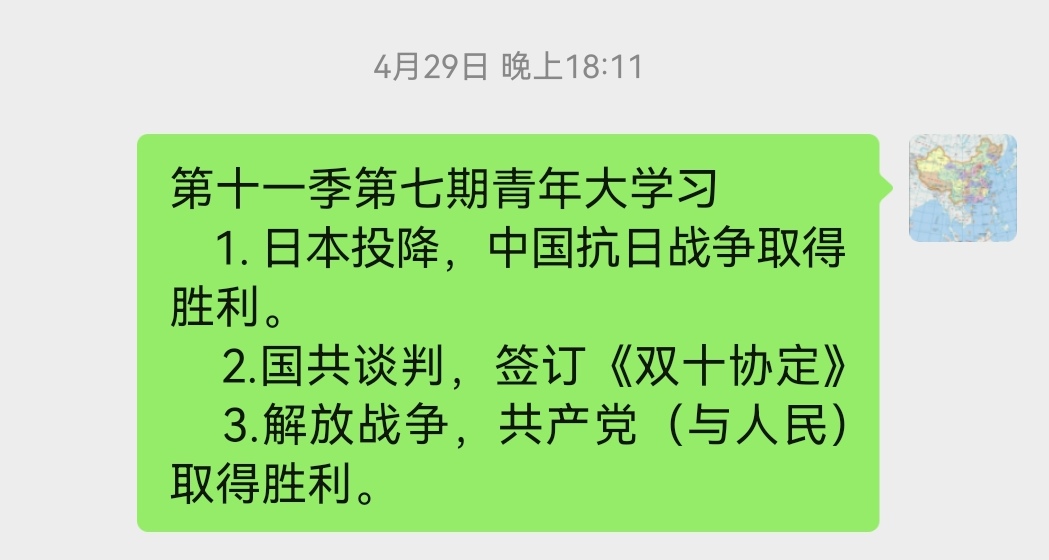 4月29日 晚上18:11
第十一季第七期青年大学习
1. 日本投降，中国抗日战争取得
胜利。
2.国共谈判，签订《双十协定》
3.解放战争，共产党（与人民）
取得胜利。